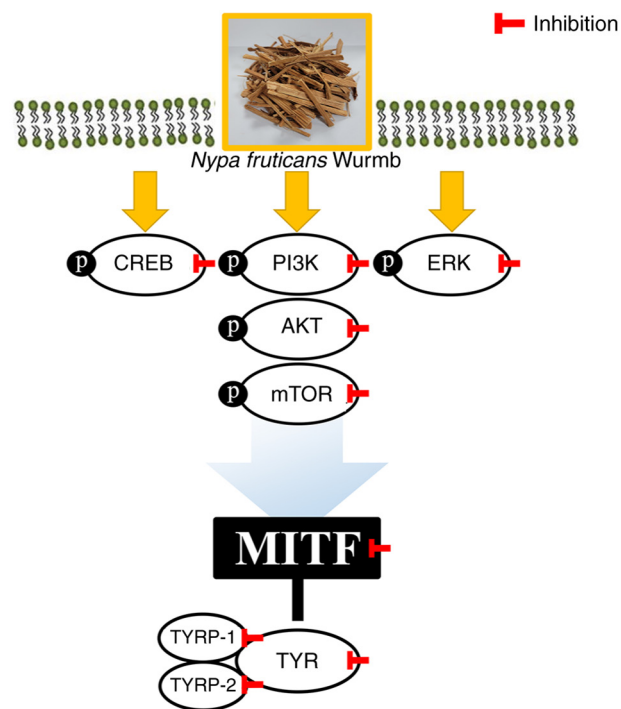 Inhibition
Nypa fruticans Wurmb
p CREB p PI3K p ERK
p AKT
p mTOR
MITF
TYRP-1
TYR
TYRP-2